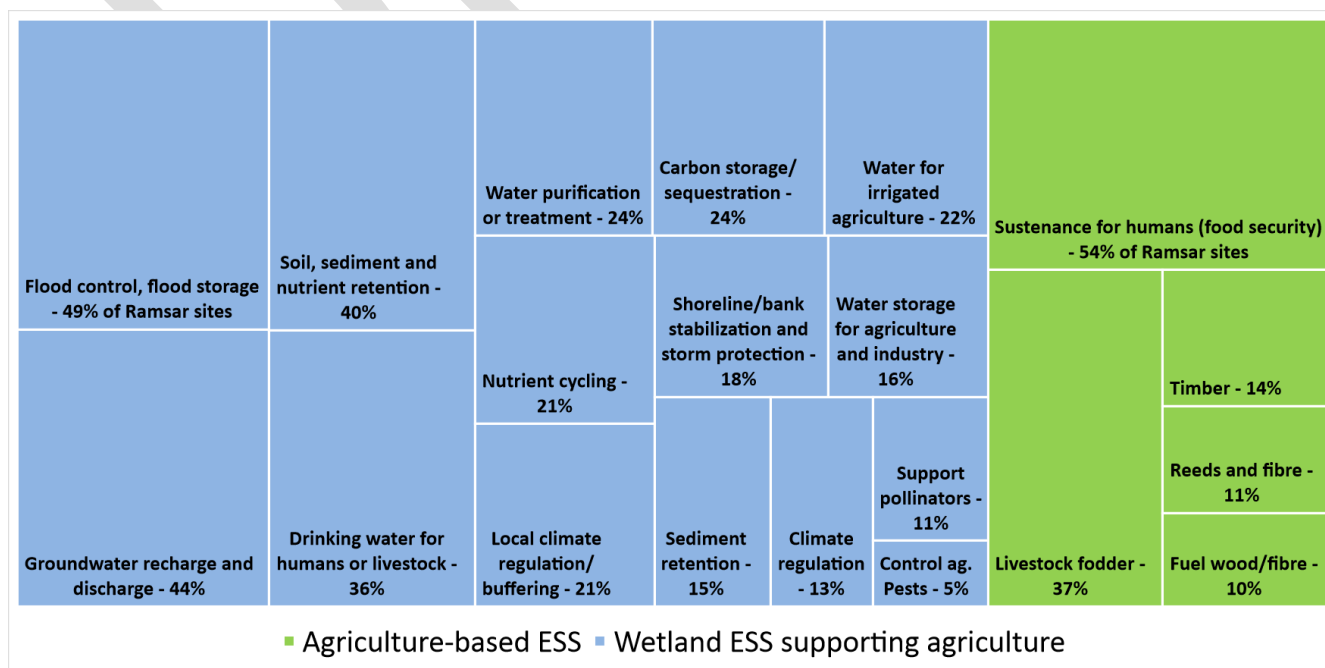 Flood control, flood storage
- 49% of Ramsar sites
Soil, sediment and
nutrient retention -
40%
Water purification
or treatment - 24%
Carbon storage/
sequestration -
24%
Water for
irrigated
agriculture - 22%
Sustenance for humans (food security)
- 54% of Ramsar sites
Groundwater recharge and
discharge - 44%
Drinking water for
humans or livestock -
36%
Nutrient cycling -
21%
Shoreline/bank
stabilization and
storm protection -
18%
Water storage
for agriculture
and industry -
16%
Local climate
regulation/
buffering - 21%
Sediment
retention -
15%
Climate
regulation
- 13%
Support
pollinators -
11%
Control ag.
Pests - 5%
Livestock fodder -
37%
Timber - 14%
Reeds and fibre -
11%
Fuel wood/fibre -
10%
Agriculture-based ESS
Wetland ESS supporting agriculture